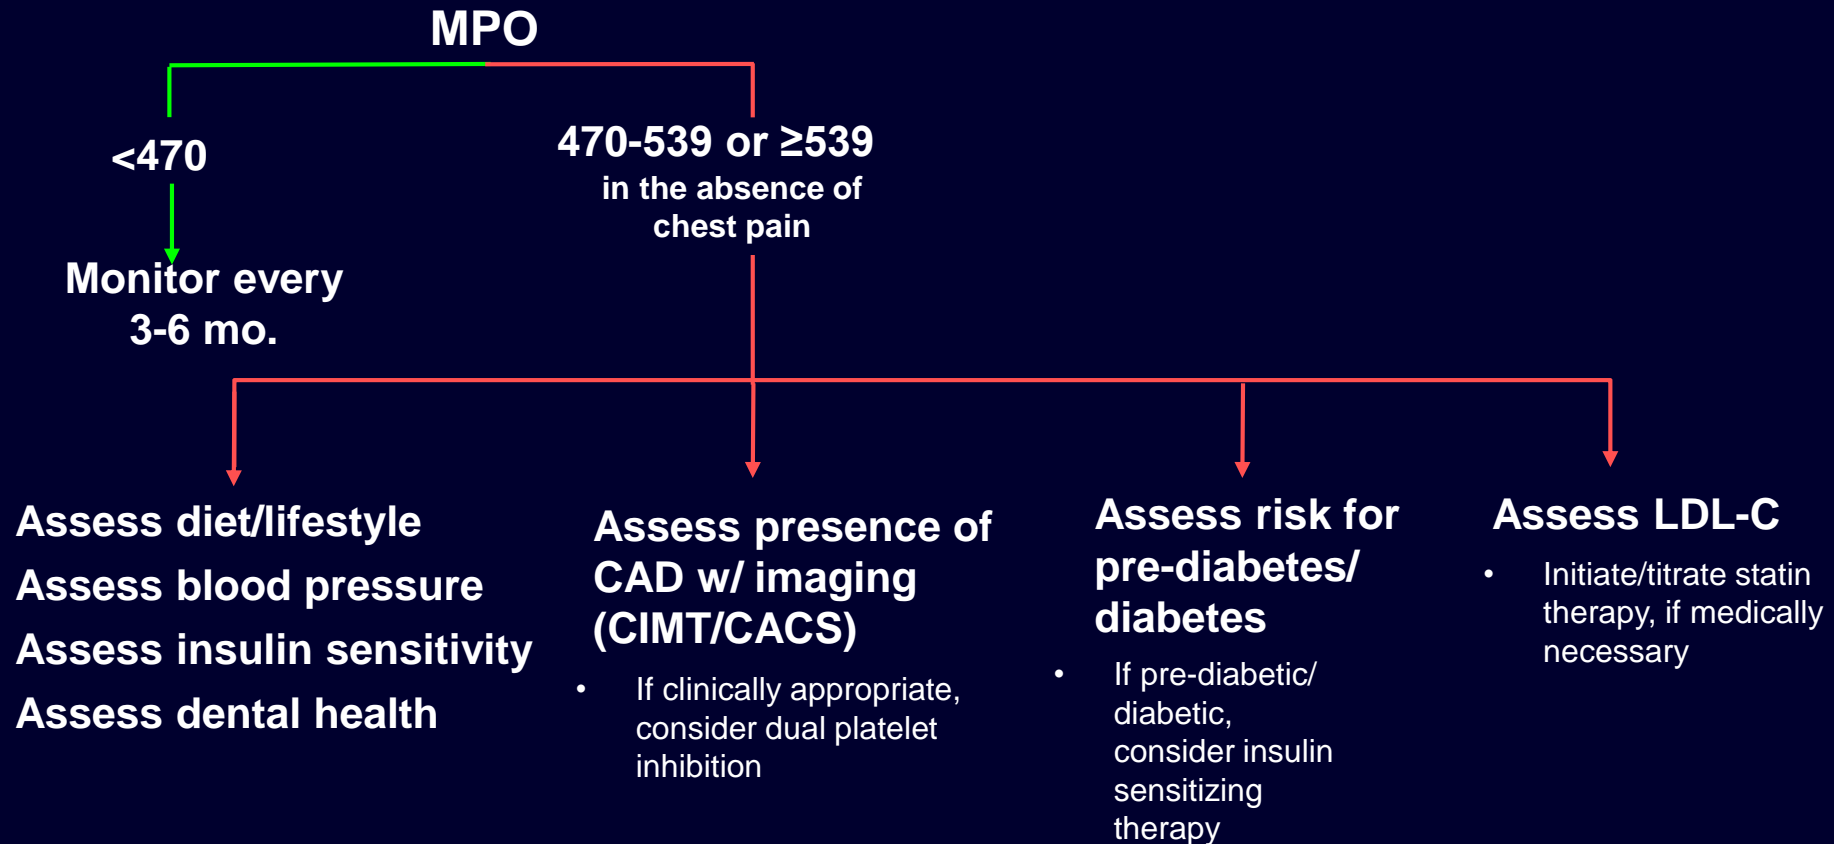 MPO
<470
470-539 or ≥539
in the absence of
chest pain
Monitor every
3-6 mo.
Assess diet/lifestyle
Assess blood pressure
Assess insulin sensitivity
Assess dental health
Assess presence of
CAD w/ imaging
(CIMT/CACS)
• If clinically appropriate,
consider dual platelet
inhibition
Assess risk for
pre-diabetes/
diabetes
• If pre-diabetic/
diabetic,
consider insulin
sensitizing
therapy
Assess LDL-C
• Initiate/titrate statin
therapy, if medically
necessary